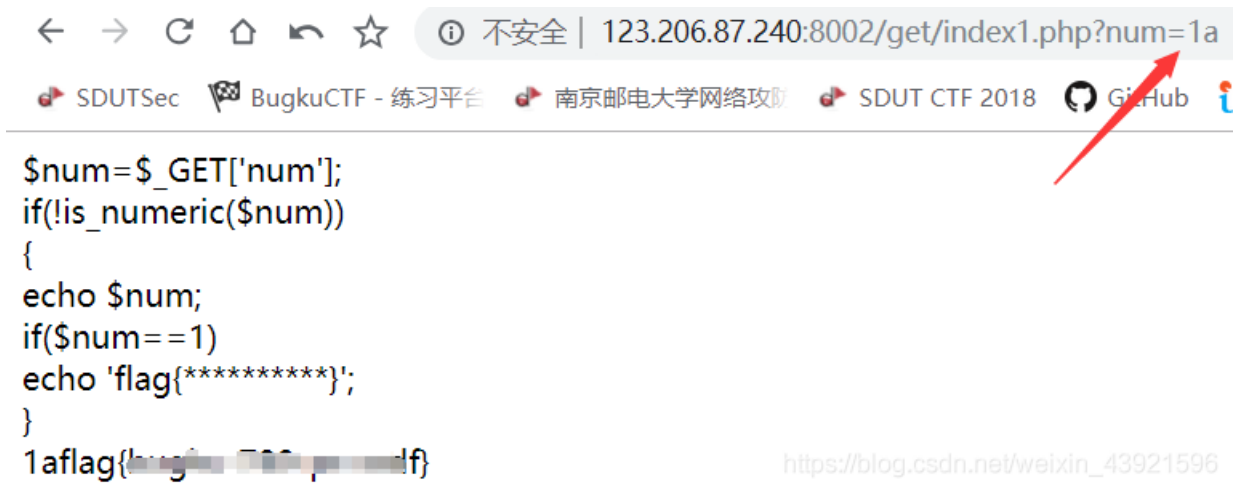 不安全 | 123.206.87.240:8002/get/index1.php?num=1a
SDUTSec BugkuCTF - 练习平台 南京邮电大学网络攻防 SDUT CTF 2018 GitHub
$num=$_GET['num'];
if(!is_numeric($num))
{
echo $num;
if($num==1)
echo 'flag{**********}';
}
1aflag{ f}
https://blog.csdn.net/weixin_43921596